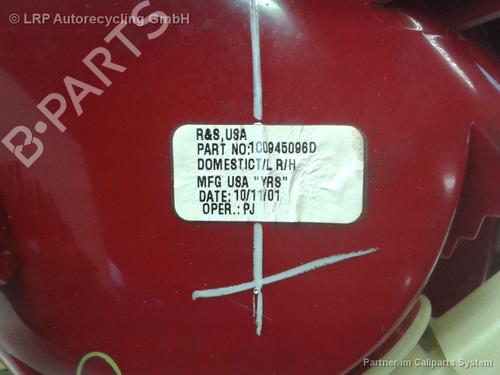 © LRP Autorecycling GmbH
B-PARTS
R&S,USA
PART NO:1C0945096D
DOMESTICT/L R/H
MFG USA "YRS"
DATE; 10/11/01
OPER.: PJ
Partner im Callparts System